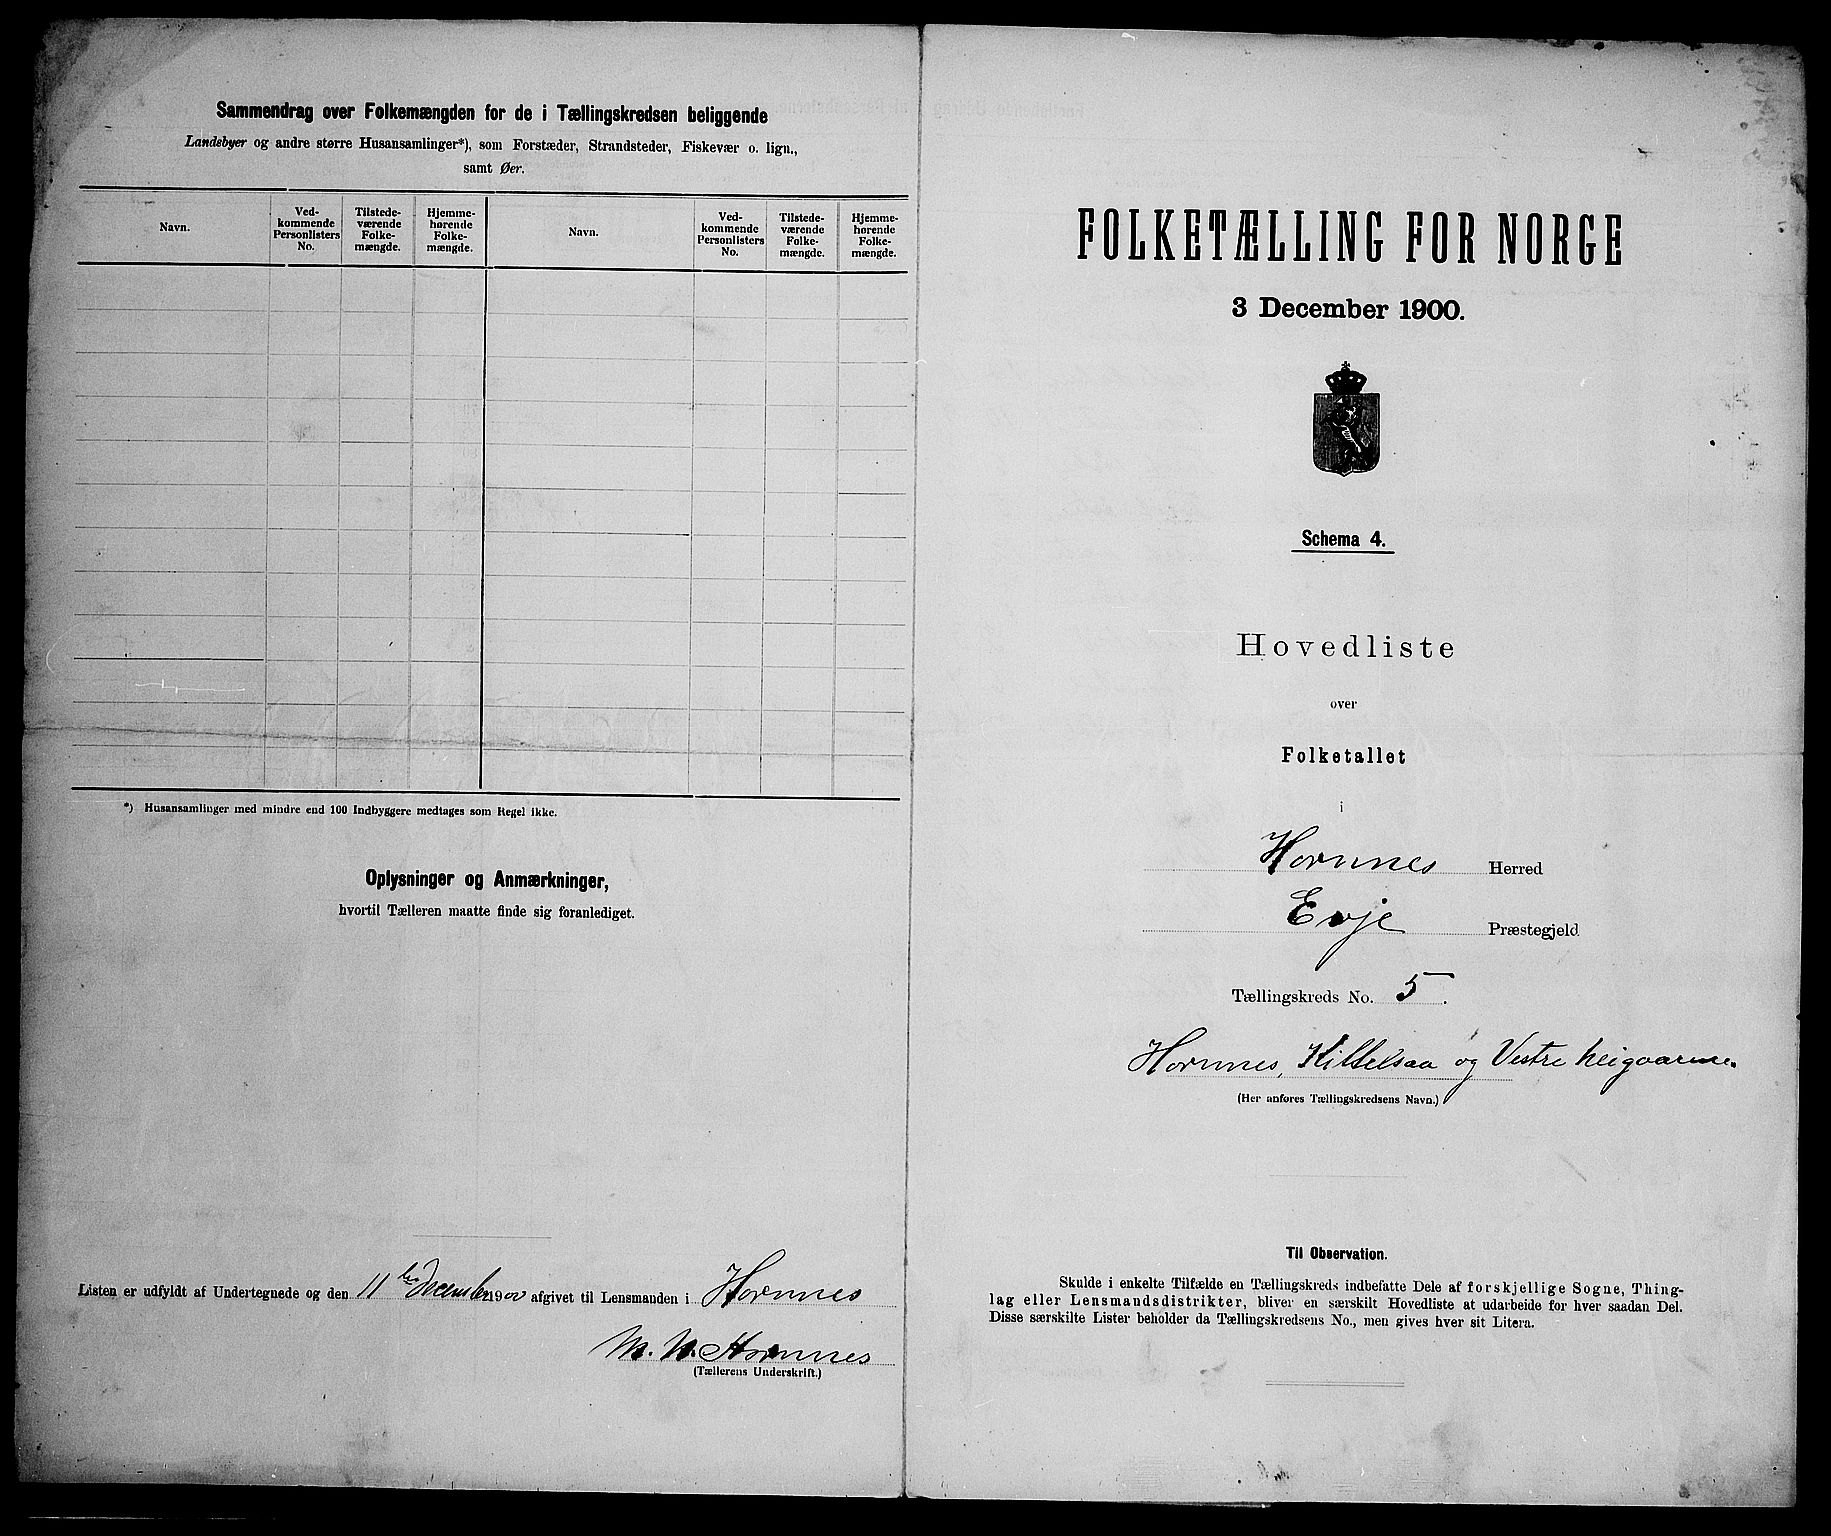 Sammendrag over Folkemængden for de i Tællingskredsen beliggende
Landsbyer og andre større Husansamlinger*), som Forstæder, Strandsteder, Fiskevær o. lign.,
samt Øer.
Navn.
Ved-
kommende
Personlisters
No.
Tilstede-
værende
Folke-
mængde.
Hjemme-
hørende
Folke-
mængde.
Navn.
Ved-
kommende
Personlisters
No.
Tilstede-
værende
Folke-
mængde.
Hjemme-
hørende
Folke-
mængde.
*) Husansamlinger med mindre end 100 Indbyggere medtages som Regel ikke.
Oplysninger og Anmærkninger,
hvortil Tælleren maatte finde sig foranlediget.
Listen er udfyldt af Undertegnede og den 11 December 1900 afgivet til Lensmanden i Hornnes
Hornnes
(Tællerens Underskrift.)
FOLKETÆLLING FOR NORGE
3 December 1900.
Schema 4.
Hovedliste
over
Folketallet
i
Hornnes Herred
Evje Præstegjeld
Tællingskreds No. 5.
Hornnes, Kittelsaa og Vestre heigaarne.
(Her anføres Tællingskredsens Navn.)
Til Observation.
Skulde i enkelte Tilfælde en Tællingskreds indbefatte Dele af forskjellige Sogne, Thing-
lag eller Lensmandsdistrikter, bliver en særskilt Hovedliste at udarbeide for hver saadan Del.
Disse særskilte Lister beholder da Tællingskredsens No., men gives hver sit Litera.